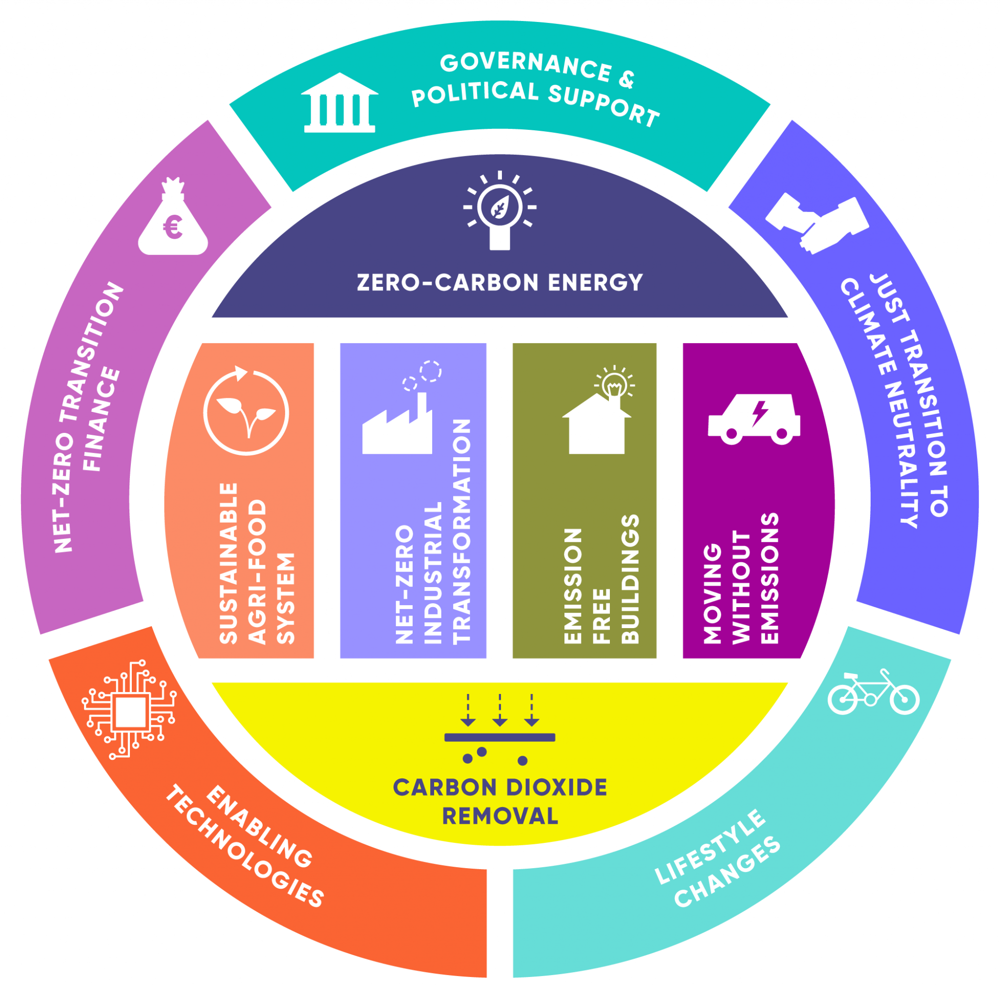 GOVERNANCE &
POLITICAL SUPPORT
€
NET-ZERO TRANSITION
FINANCE
JUST TRANSITION TO
CLIMATE NEUTRALITY
ZERO-CARBON ENERGY
SUSTAINABLE
AGRI-FOOD
SYSTEM
NET-ZERO
INDUSTRIAL
TRANSFORMATION
EMISSION
FREE
BUILDINGS
MOVING
WITHOUT
EMISSIONS
CARBON DIOXIDE
REMOVAL
ENABLING
TECHNOLOGIES
LIFESTYLE
CHANGES